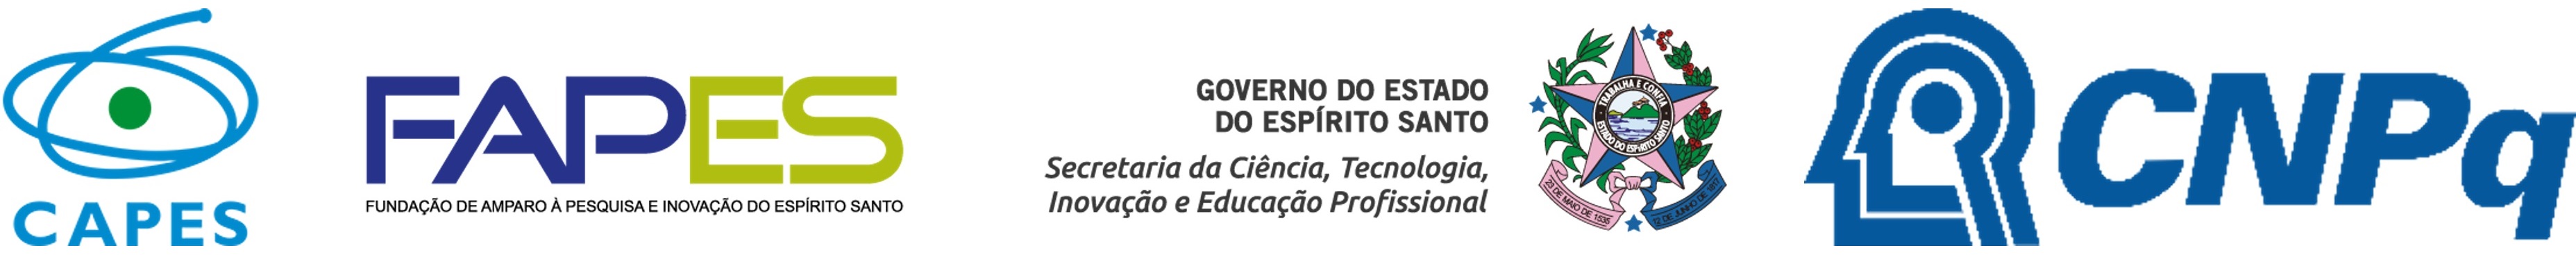 CAPES
FAPES
FUNDAÇÃO DE AMPARO À PESQUISA E INOVAÇÃO DO ESPÍRITO SANTO
GOVERNO DO ESTADO
DO ESPÍRITO SANTO
Secretaria da Ciência, Tecnologia,
Inovação e Educação Profissional
TRABALHA E CONFIA
ESTADO DO ESPÍRITO SANTO
23 DE MAIO DE 1535
12 DE JUNHO DE 1817
CNPq